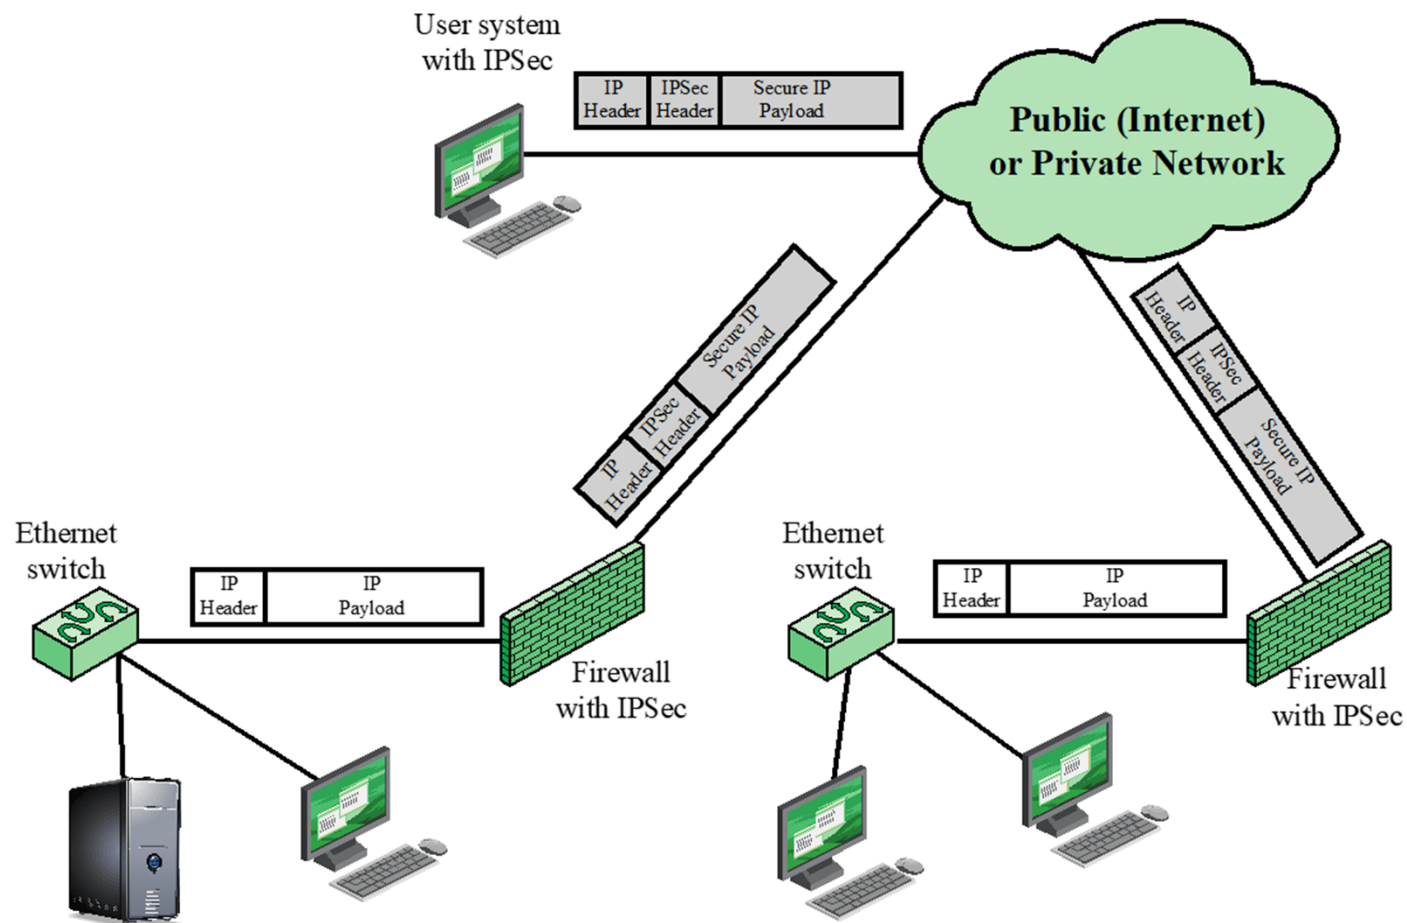 User system
with IPSec
IP
Header
IPSec
Header
Secure IP
Payload
Public (Internet)
or Private Network
IP
Header
IPSec
Header
Secure IP
Payload
IP
Header
IPSec
Header
Secure IP
Payload
Ethernet
switch
IP
Header
IP
Payload
Firewall
with IPSec
Ethernet
switch
IP
Header
IP
Payload
Firewall
with IPSec